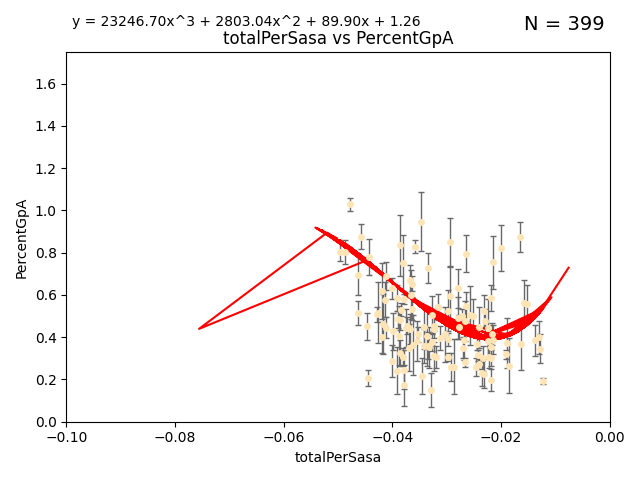 y = 23246.70x^3 + 2803.04x^2 + 89.90x + 1.26
N = 399
totalPerSasa vs PercentGpA
1.6
1.4
1.2
1.0
0.8
0.6
0.4
0.2
0.0
PercentGpA
−0.10 −0.08 −0.06 −0.04 −0.02 0.00
totalPerSasa